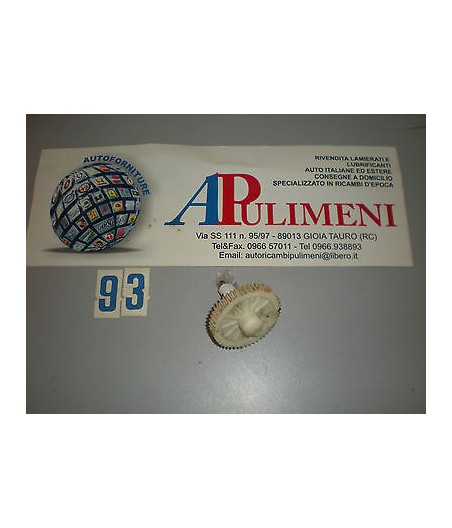 AUTOFORNITURE
RIVENDITA LAMIERATI E
LUBRIFICANTI
AUTO ITALIANE ED ESTERE
CONSEGNE A DOMICILIO
SPECIALIZZATO IN RICAMBI D'EPOCA
APULIMENI
Via SS 111 n. 95/97 - 89013 GIOIA TAURO (RC)
Tel&Fax. 0966 57011 - Tel 0966.938893
Email: autoricambipulimeni@libero.it
93